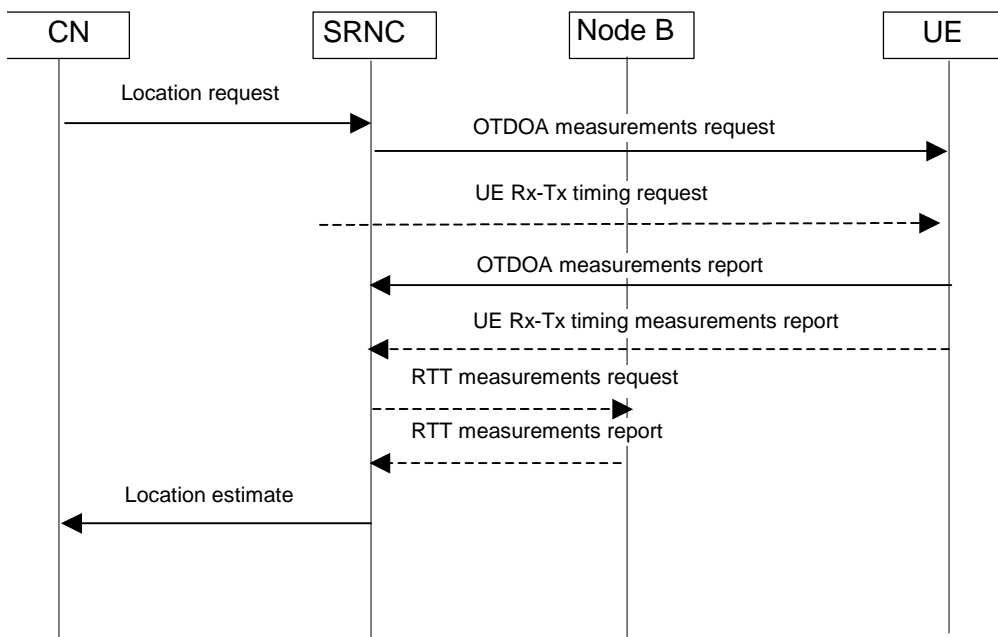 CN
SRNC
Node B
UE
Location request
OTDOA measurements request
UE Rx-Tx timing request
OTDOA measurements report
UE Rx-Tx timing measurements report
RTT measurements request
RTT measurements report
Location estimate